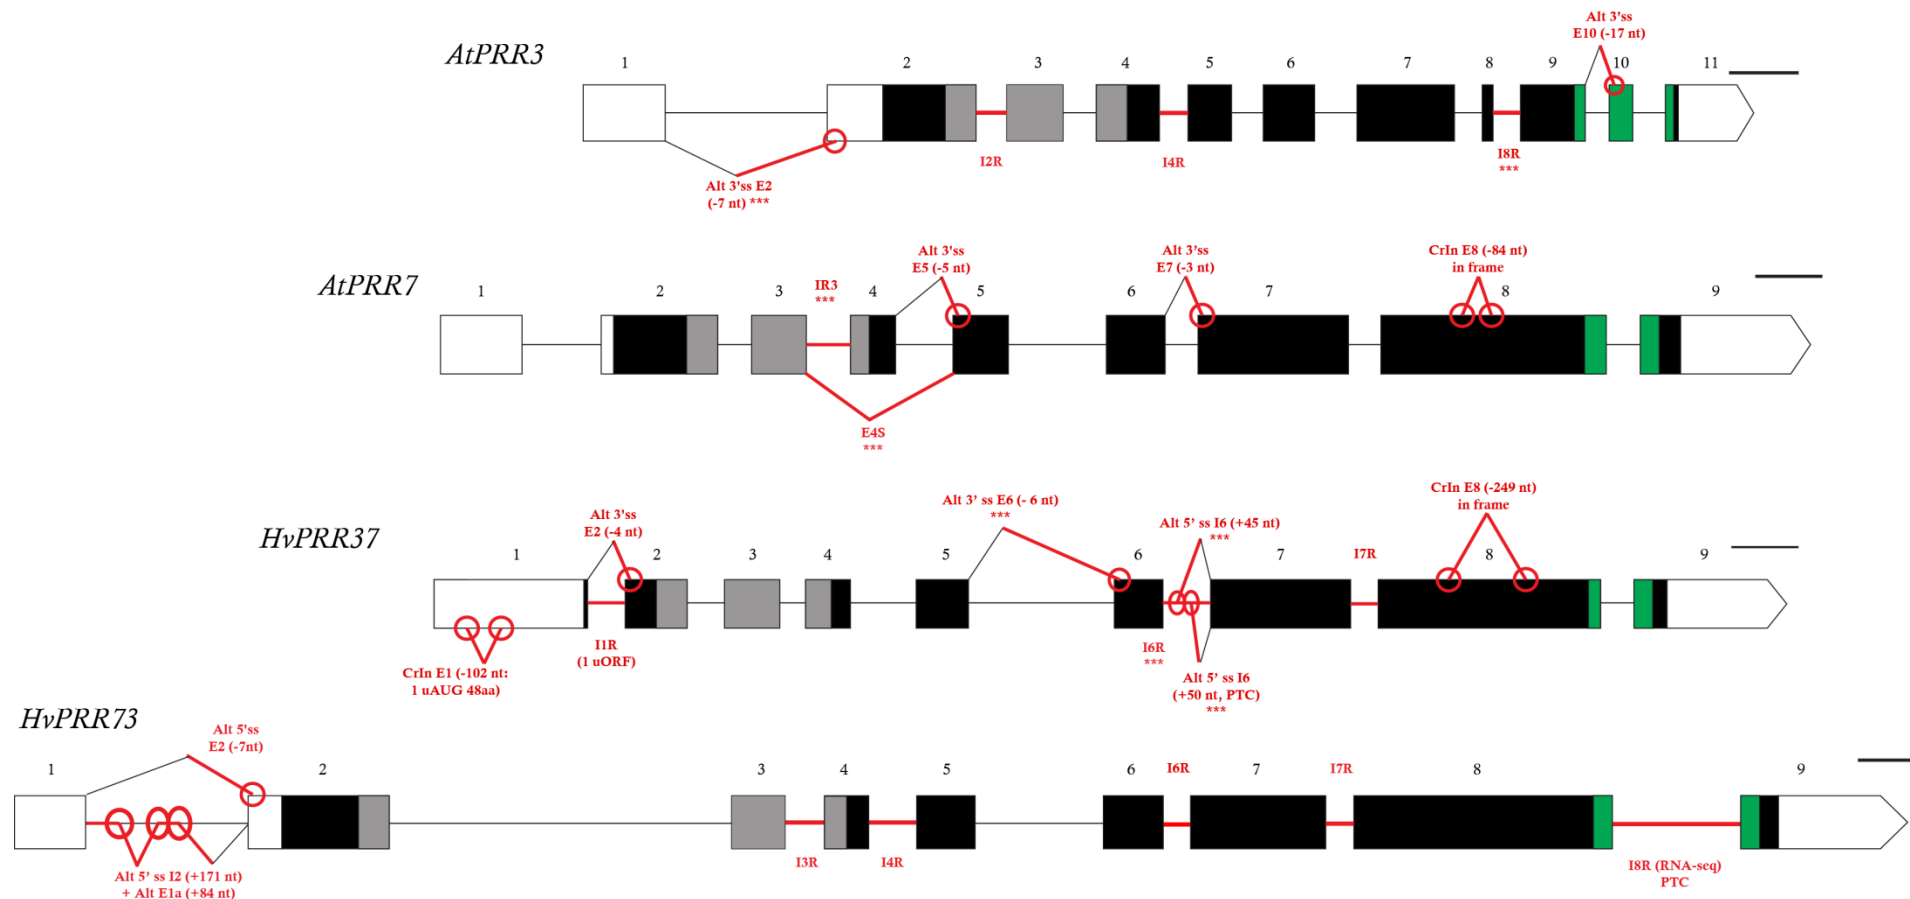 Alt 3'ss
E10 (-17 nt)
AtPRR3
1
2
3
4
5
6
7
8
9
10
11
I2R
I4R
I8R
***
Alt 3'ss E2
(-7 nt) ***
AtPRR7
Alt 3'ss
E5 (-5 nt)
Alt 3'ss
E7 (-3 nt)
CrIn E8 (-84 nt)
in frame
1
2
3
IR3
***
4
5
6
7
8
9
E4S
***
HvPRR37
Alt 3'ss
E2 (-4 nt)
Alt 3' ss E6 (- 6 nt)
***
Alt 5' ss I6 (+45 nt)
***
CrIn E8 (-249 nt)
in frame
1
2
3
4
5
6
7
I7R
8
9
I1R
(1 uORF)
I6R
***
CrIn E1 (-102 nt:
1 uAUG 48aa)
Alt 5' ss I6
(+50 nt, PTC)
***
HvPRR73
Alt 5'ss
E2 (-7nt)
1
2
3
4
5
6
I6R
7
I7R
8
9
I3R
I4R
Alt 5' ss I2 (+171 nt)
+ Alt E1a (+84 nt)
I8R (RNA-seq)
PTC